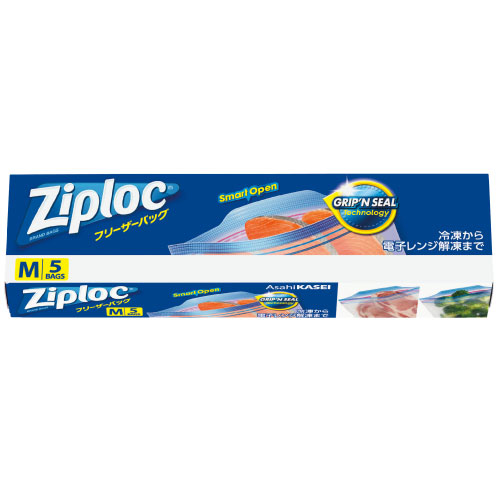 Ziploc®
BRAND BAGS
フリーザーバッグ
Smart Open
GRIP'N SEAL
Technology
冷凍から
電子レンジ解凍まで
M 5
BAGS
Ziploc®
フリーザーバッグ
M 5
Smart Open
AsahiKASEI
GRIP'N SEAL
Technology
冷凍から
電子レンジ解凍まで